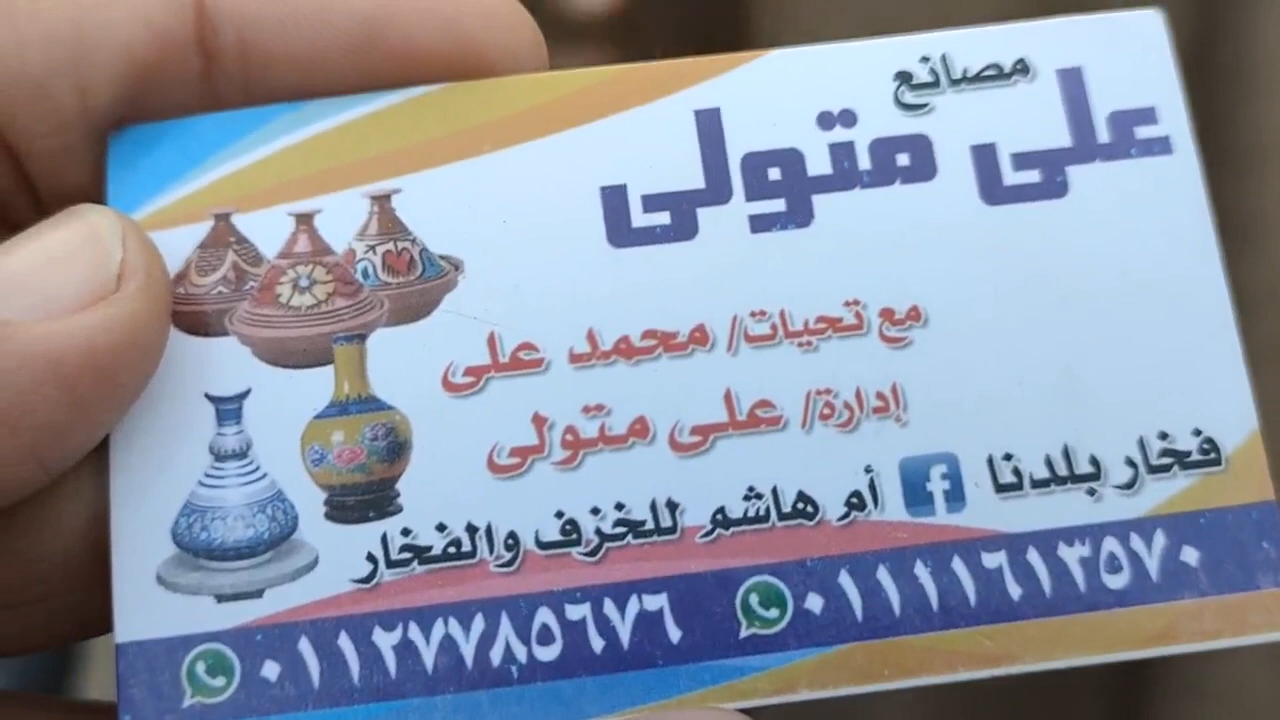 مصانع
على متولى
مع تحيات/ محمد على
إدارة/ على متولى
فخار بلدنا أم هاشم للخزف والفخار
٠١١١١٦١٣٥٧٠ ٠١١٢٧٧٨٥٦٧٦